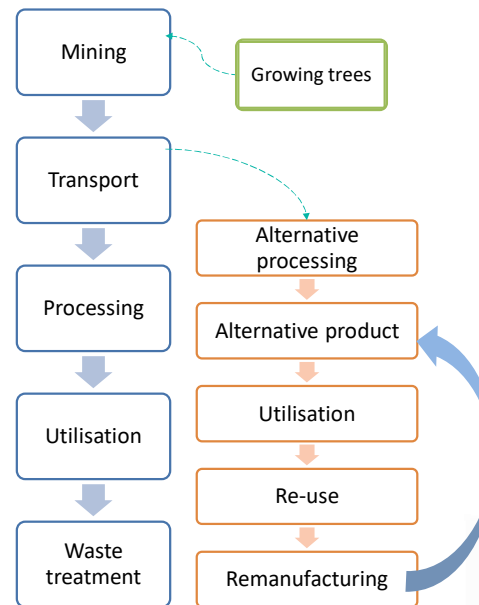 Mining
Growing trees
Transport
Alternative
processing
Processing
Alternative product
Utilisation
Utilisation
Re-use
Waste
treatment
Remanufacturing